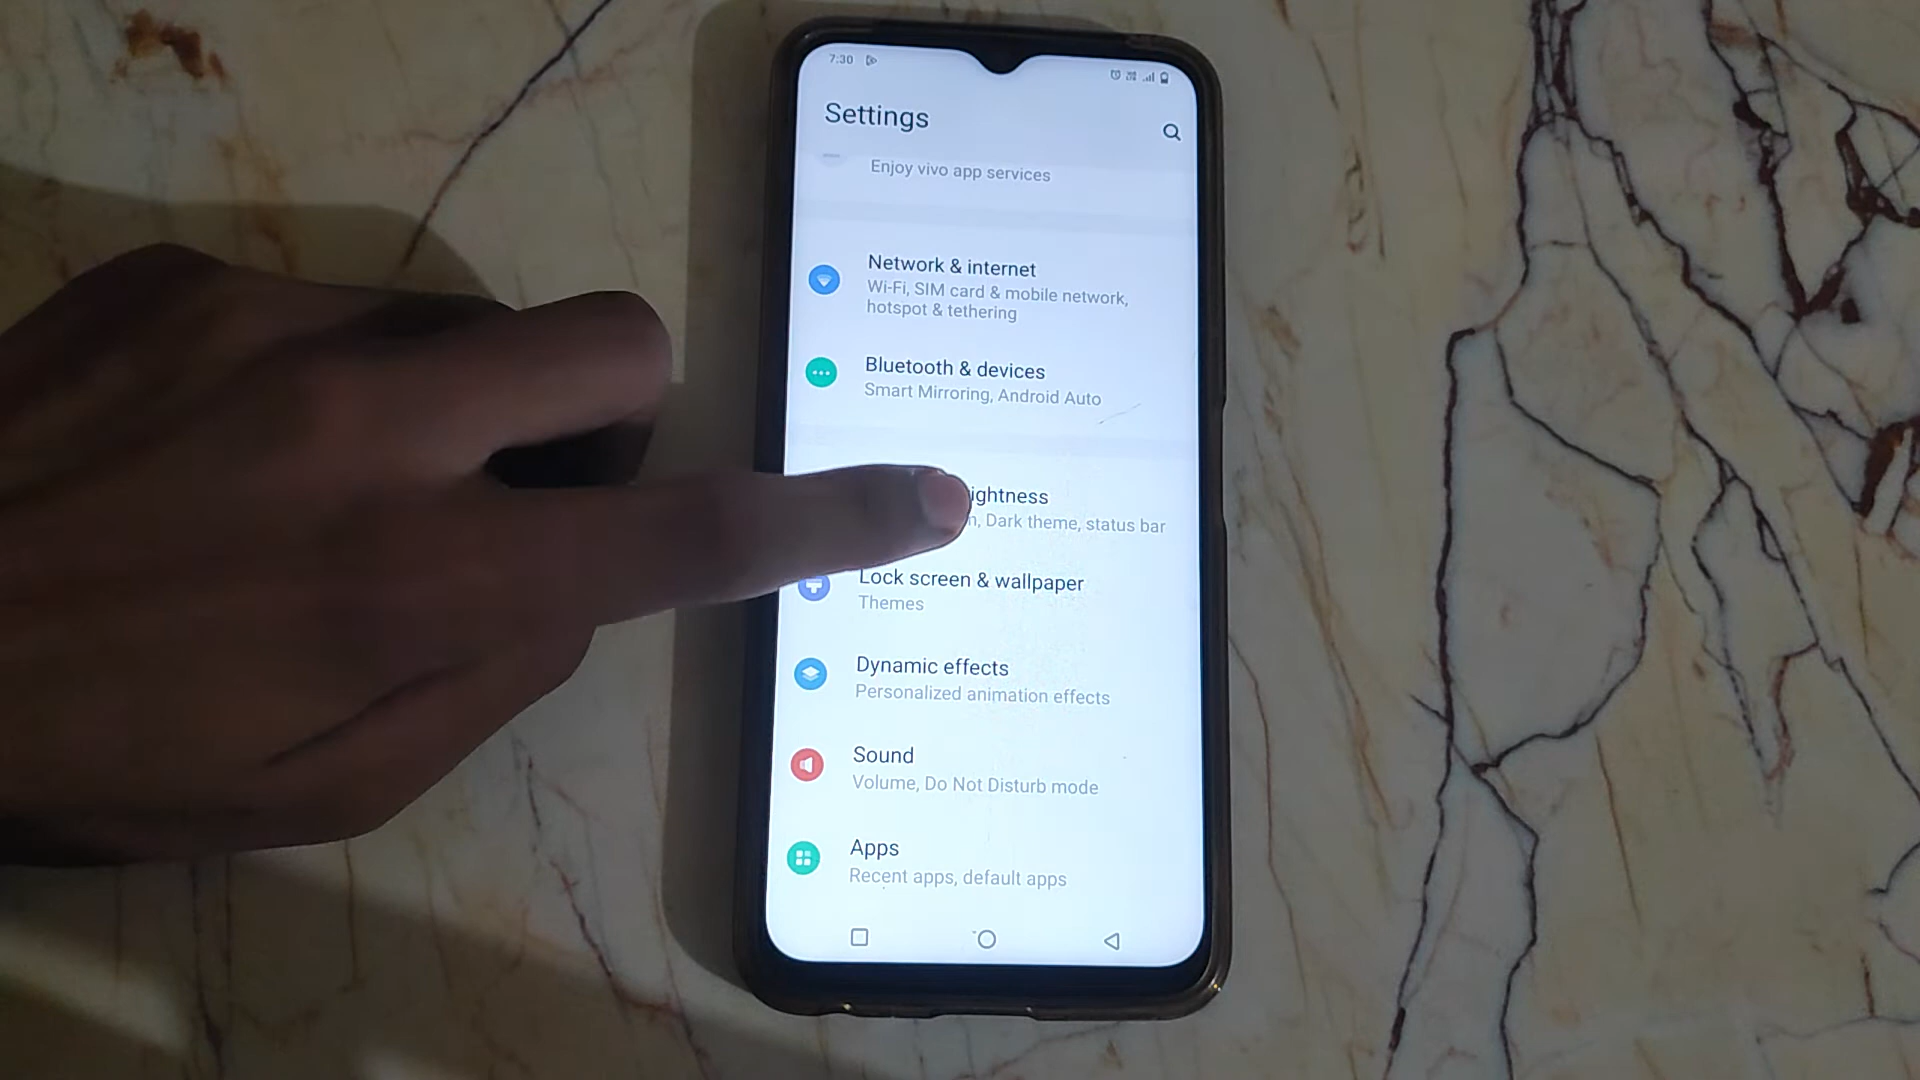 7:30
Settings
Enjoy vivo app services
Network & internet
Wi-Fi, SIM card & mobile network,
hotspot & tethering
Bluetooth & devices
Smart Mirroring, Android Auto
ightness
n, Dark theme, status bar
Lock screen & wallpaper
Themes
Dynamic effects
Personalized animation effects
Sound
Volume, Do Not Disturb mode
Apps
Recent apps, default apps